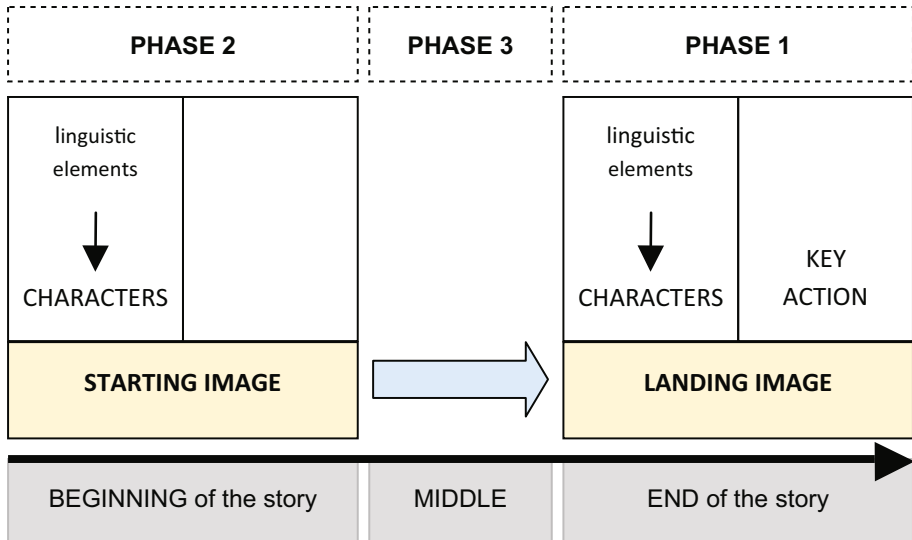 PHASE 2
PHASE 3
PHASE 1
linguistic
elements
CHARACTERS
linguistic
elements
CHARACTERS
KEY
ACTION
STARTING IMAGE
LANDING IMAGE
BEGINNING of the story
MIDDLE
END of the story